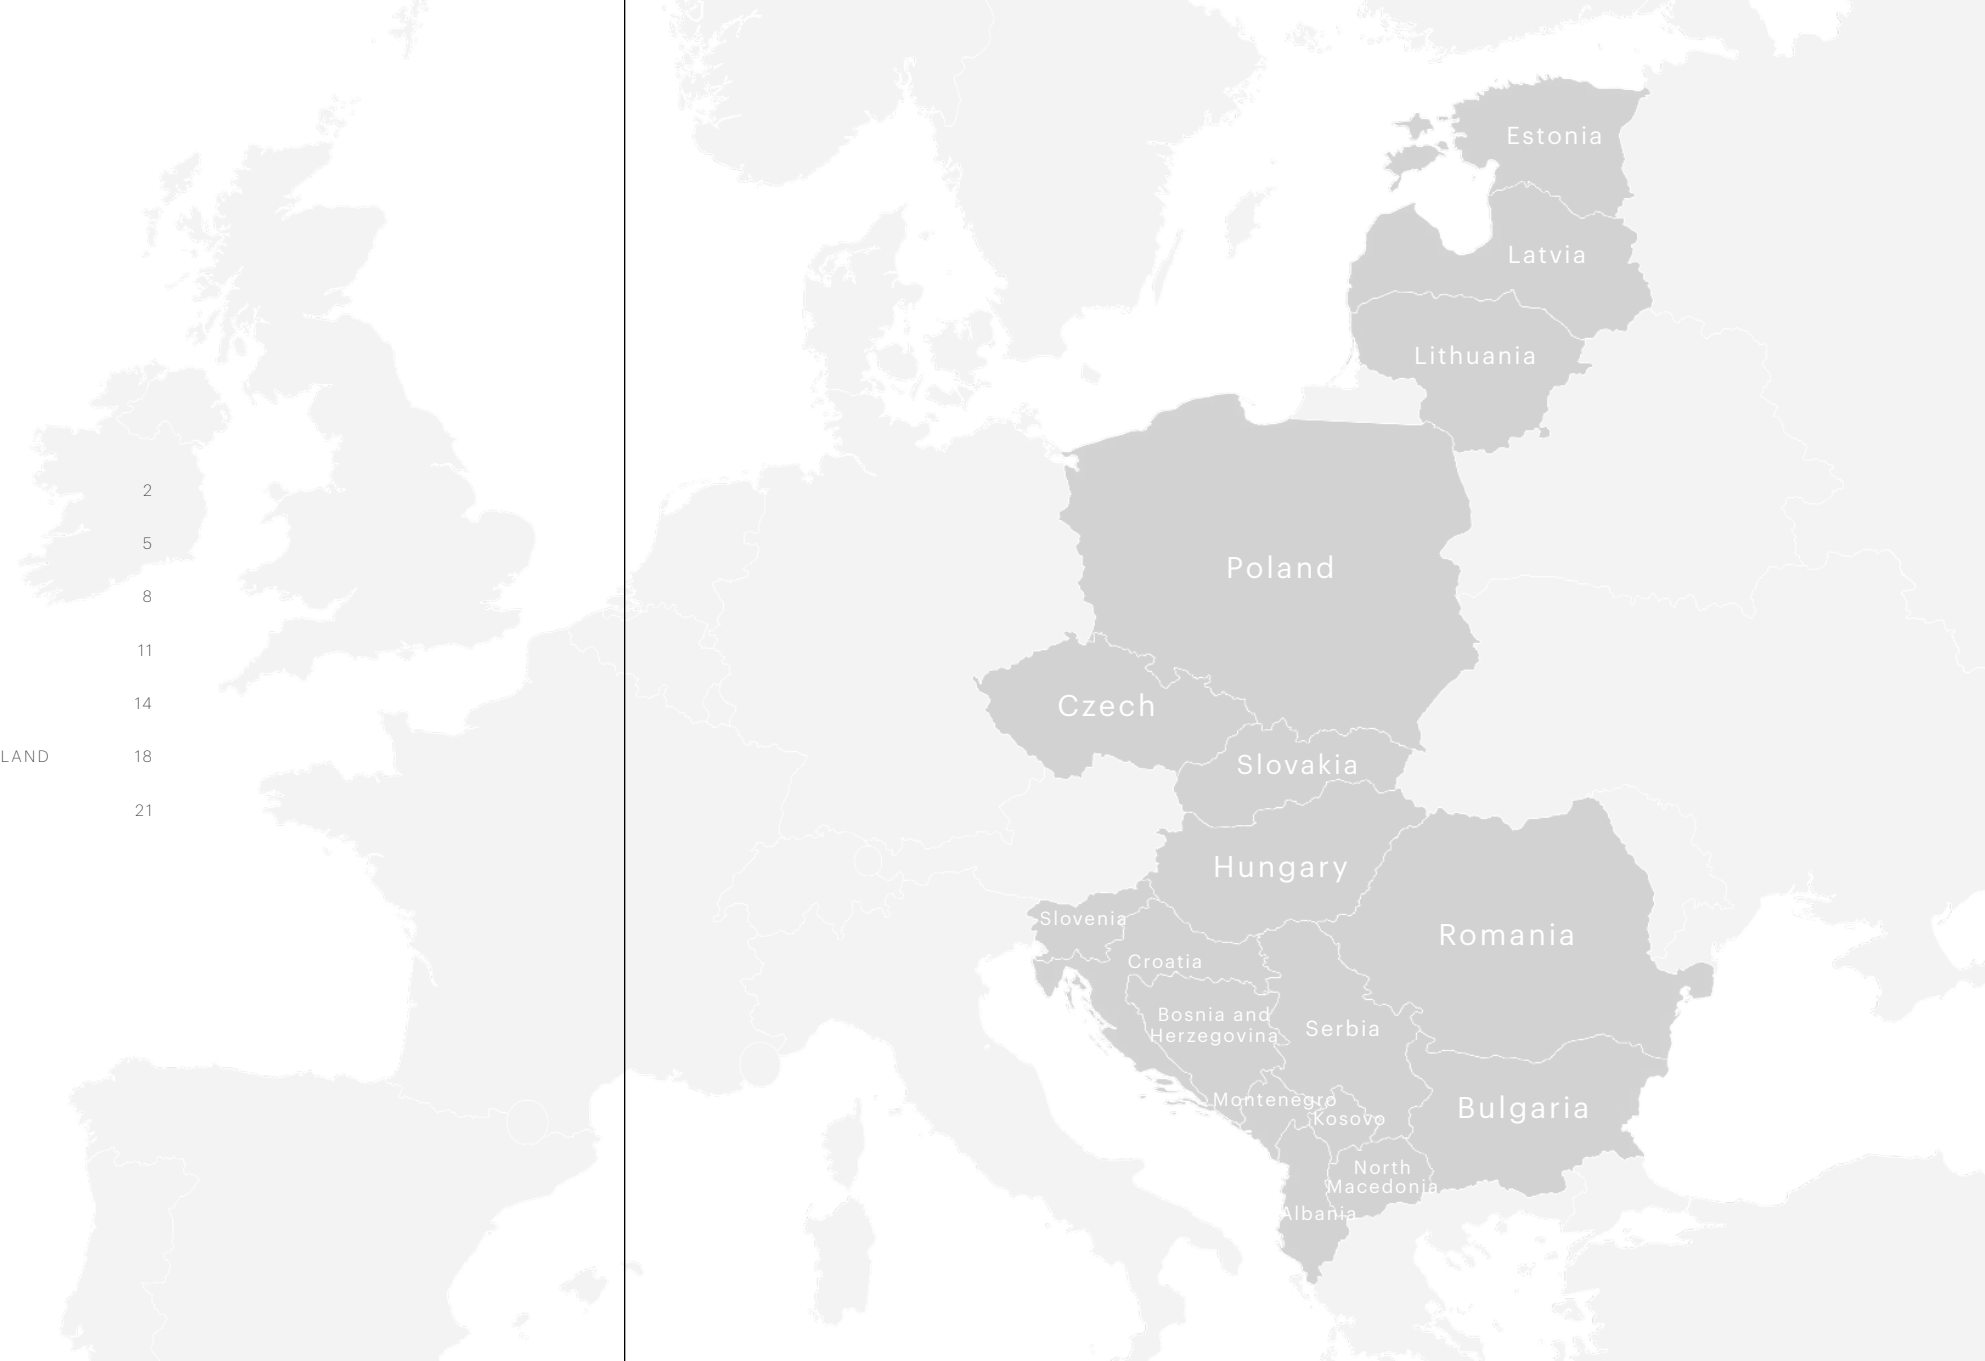 2
5
8
11
14
LAND 18
21
Estonia
Latvia
Lithuania
Poland
Czech
Slovakia
Hungary
Slovenia
Romania
Croatia
Bosnia and
Herzegovina
Serbia
Montenegro
Kosovo
Bulgaria
North
Macedonia
Albania